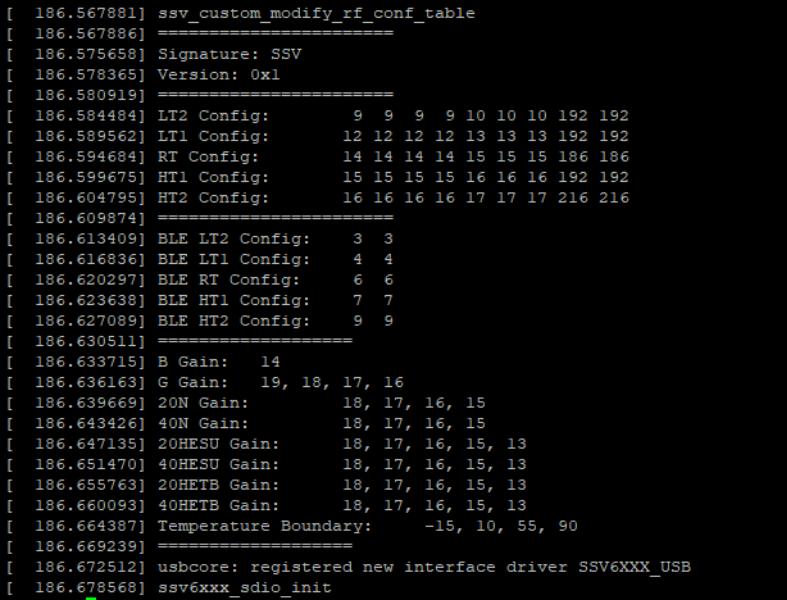 [  186.567881] ssv_custom_modify_rf_conf_table
[  186.567886] =======================
[  186.575658] Signature: SSV
[  186.578365] Version: 0x1
[  186.580919] =======================
[  186.584484] LT2 Config:        9  9  9  9 10 10 10 192 192
[  186.589562] LT1 Config:       12 12 12 12 13 13 13 192 192
[  186.594684] RT Config:        14 14 14 14 15 15 15 186 186
[  186.599675] HT1 Config:       15 15 15 15 16 16 16 192 192
[  186.604795] HT2 Config:       16 16 16 16 17 17 17 216 216
[  186.609874] =======================
[  186.613409] BLE LT2 Config:    3  3
[  186.616836] BLE LT1 Config:    4  4
[  186.620297] BLE RT Config:     6  6
[  186.623638] BLE HT1 Config:    7  7
[  186.627089] BLE HT2 Config:    9  9
[  186.630511] ===================
[  186.633715] B Gain:   14
[  186.636163] G Gain:   19, 18, 17, 16
[  186.639669] 20N Gain:         18, 17, 16, 15
[  186.643426] 40N Gain:         18, 17, 16, 15
[  186.647135] 20HESU Gain:      18, 17, 16, 15, 13
[  186.651470] 40HESU Gain:      18, 17, 16, 15, 13
[  186.655763] 20HETB Gain:      18, 17, 16, 15, 13
[  186.660093] 40HETB Gain:      18, 17, 16, 15, 13
[  186.664387] Temperature Boundary:     -15, 10, 55, 90
[  186.669239] ===================
[  186.672512] usbcore: registered new interface driver SSV6XXX_USB
[  186.678568] ssv6xxx_sdio_init